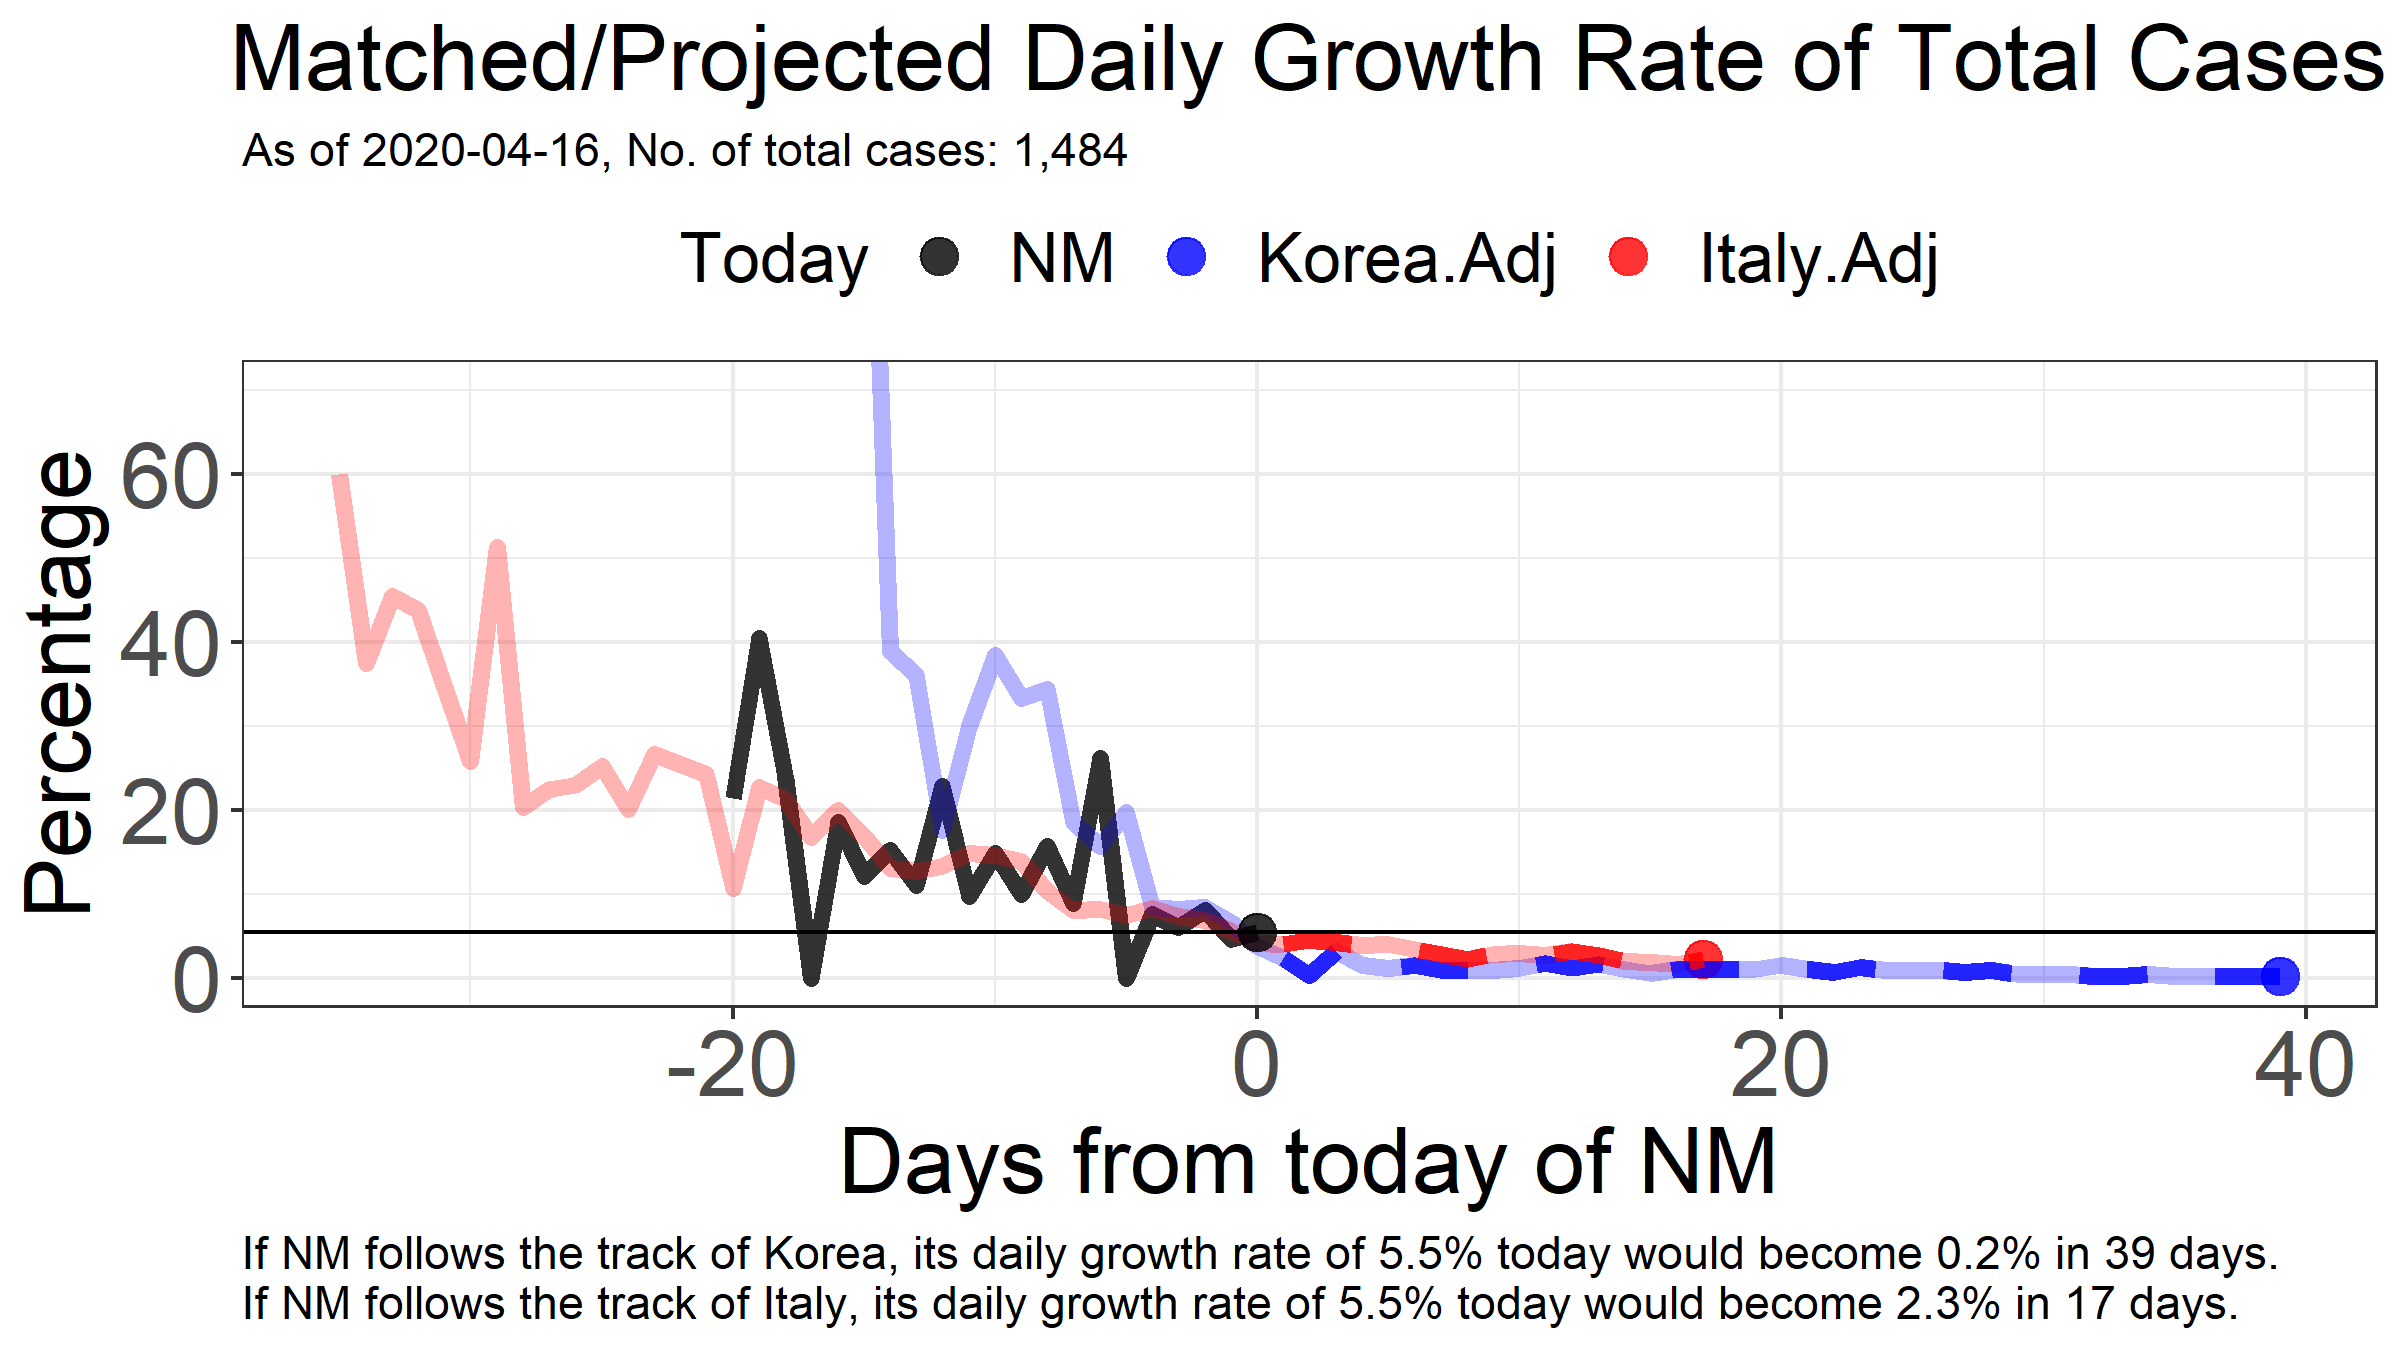 Matched/Projected Daily Growth Rate of Total Cases
As of 2020-04-16, No. of total cases: 1,484
Today NM Korea.Adj Italy.Adj
Percentage
60
40
20
0
-20 0 20 40
Days from today of NM
If NM follows the track of Korea, its daily growth rate of 5.5% today would become 0.2% in 39 days.
If NM follows the track of Italy, its daily growth rate of 5.5% today would become 2.3% in 17 days.